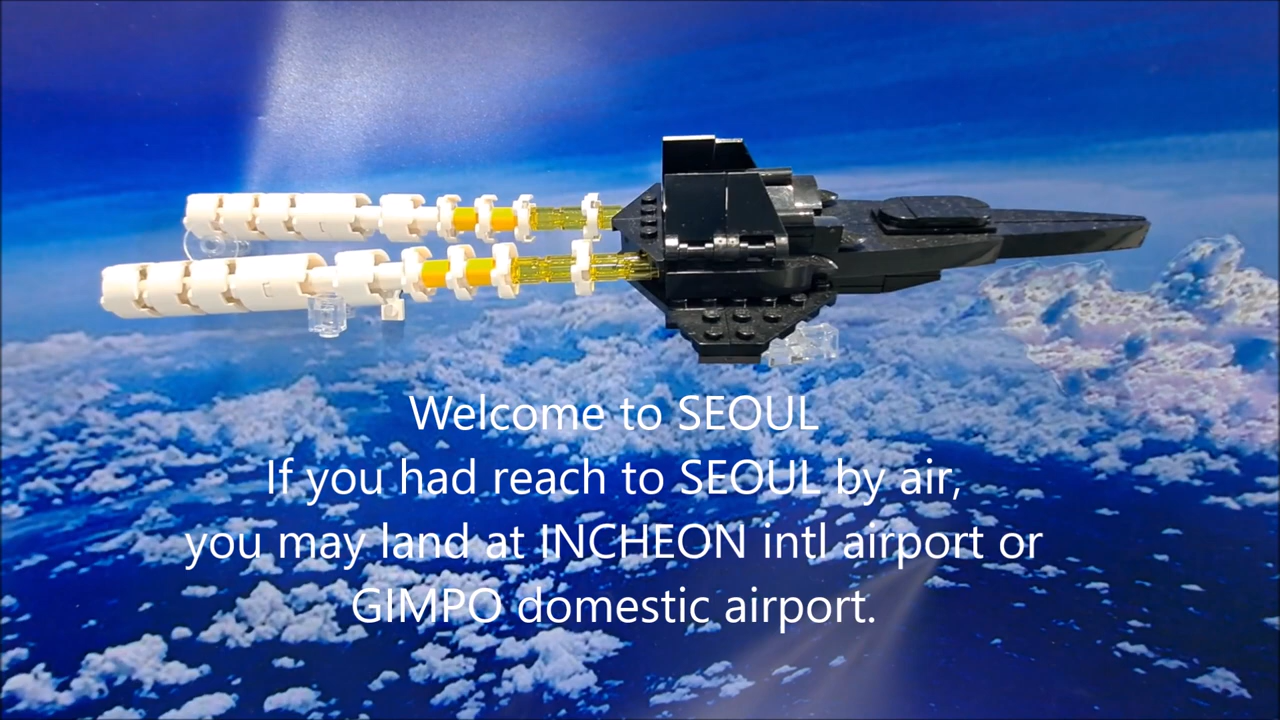 Welcome to SEOUL
If you had reach to SEOUL by air,
you may land at INCHEON intl airport or
GIMPO domestic airport.